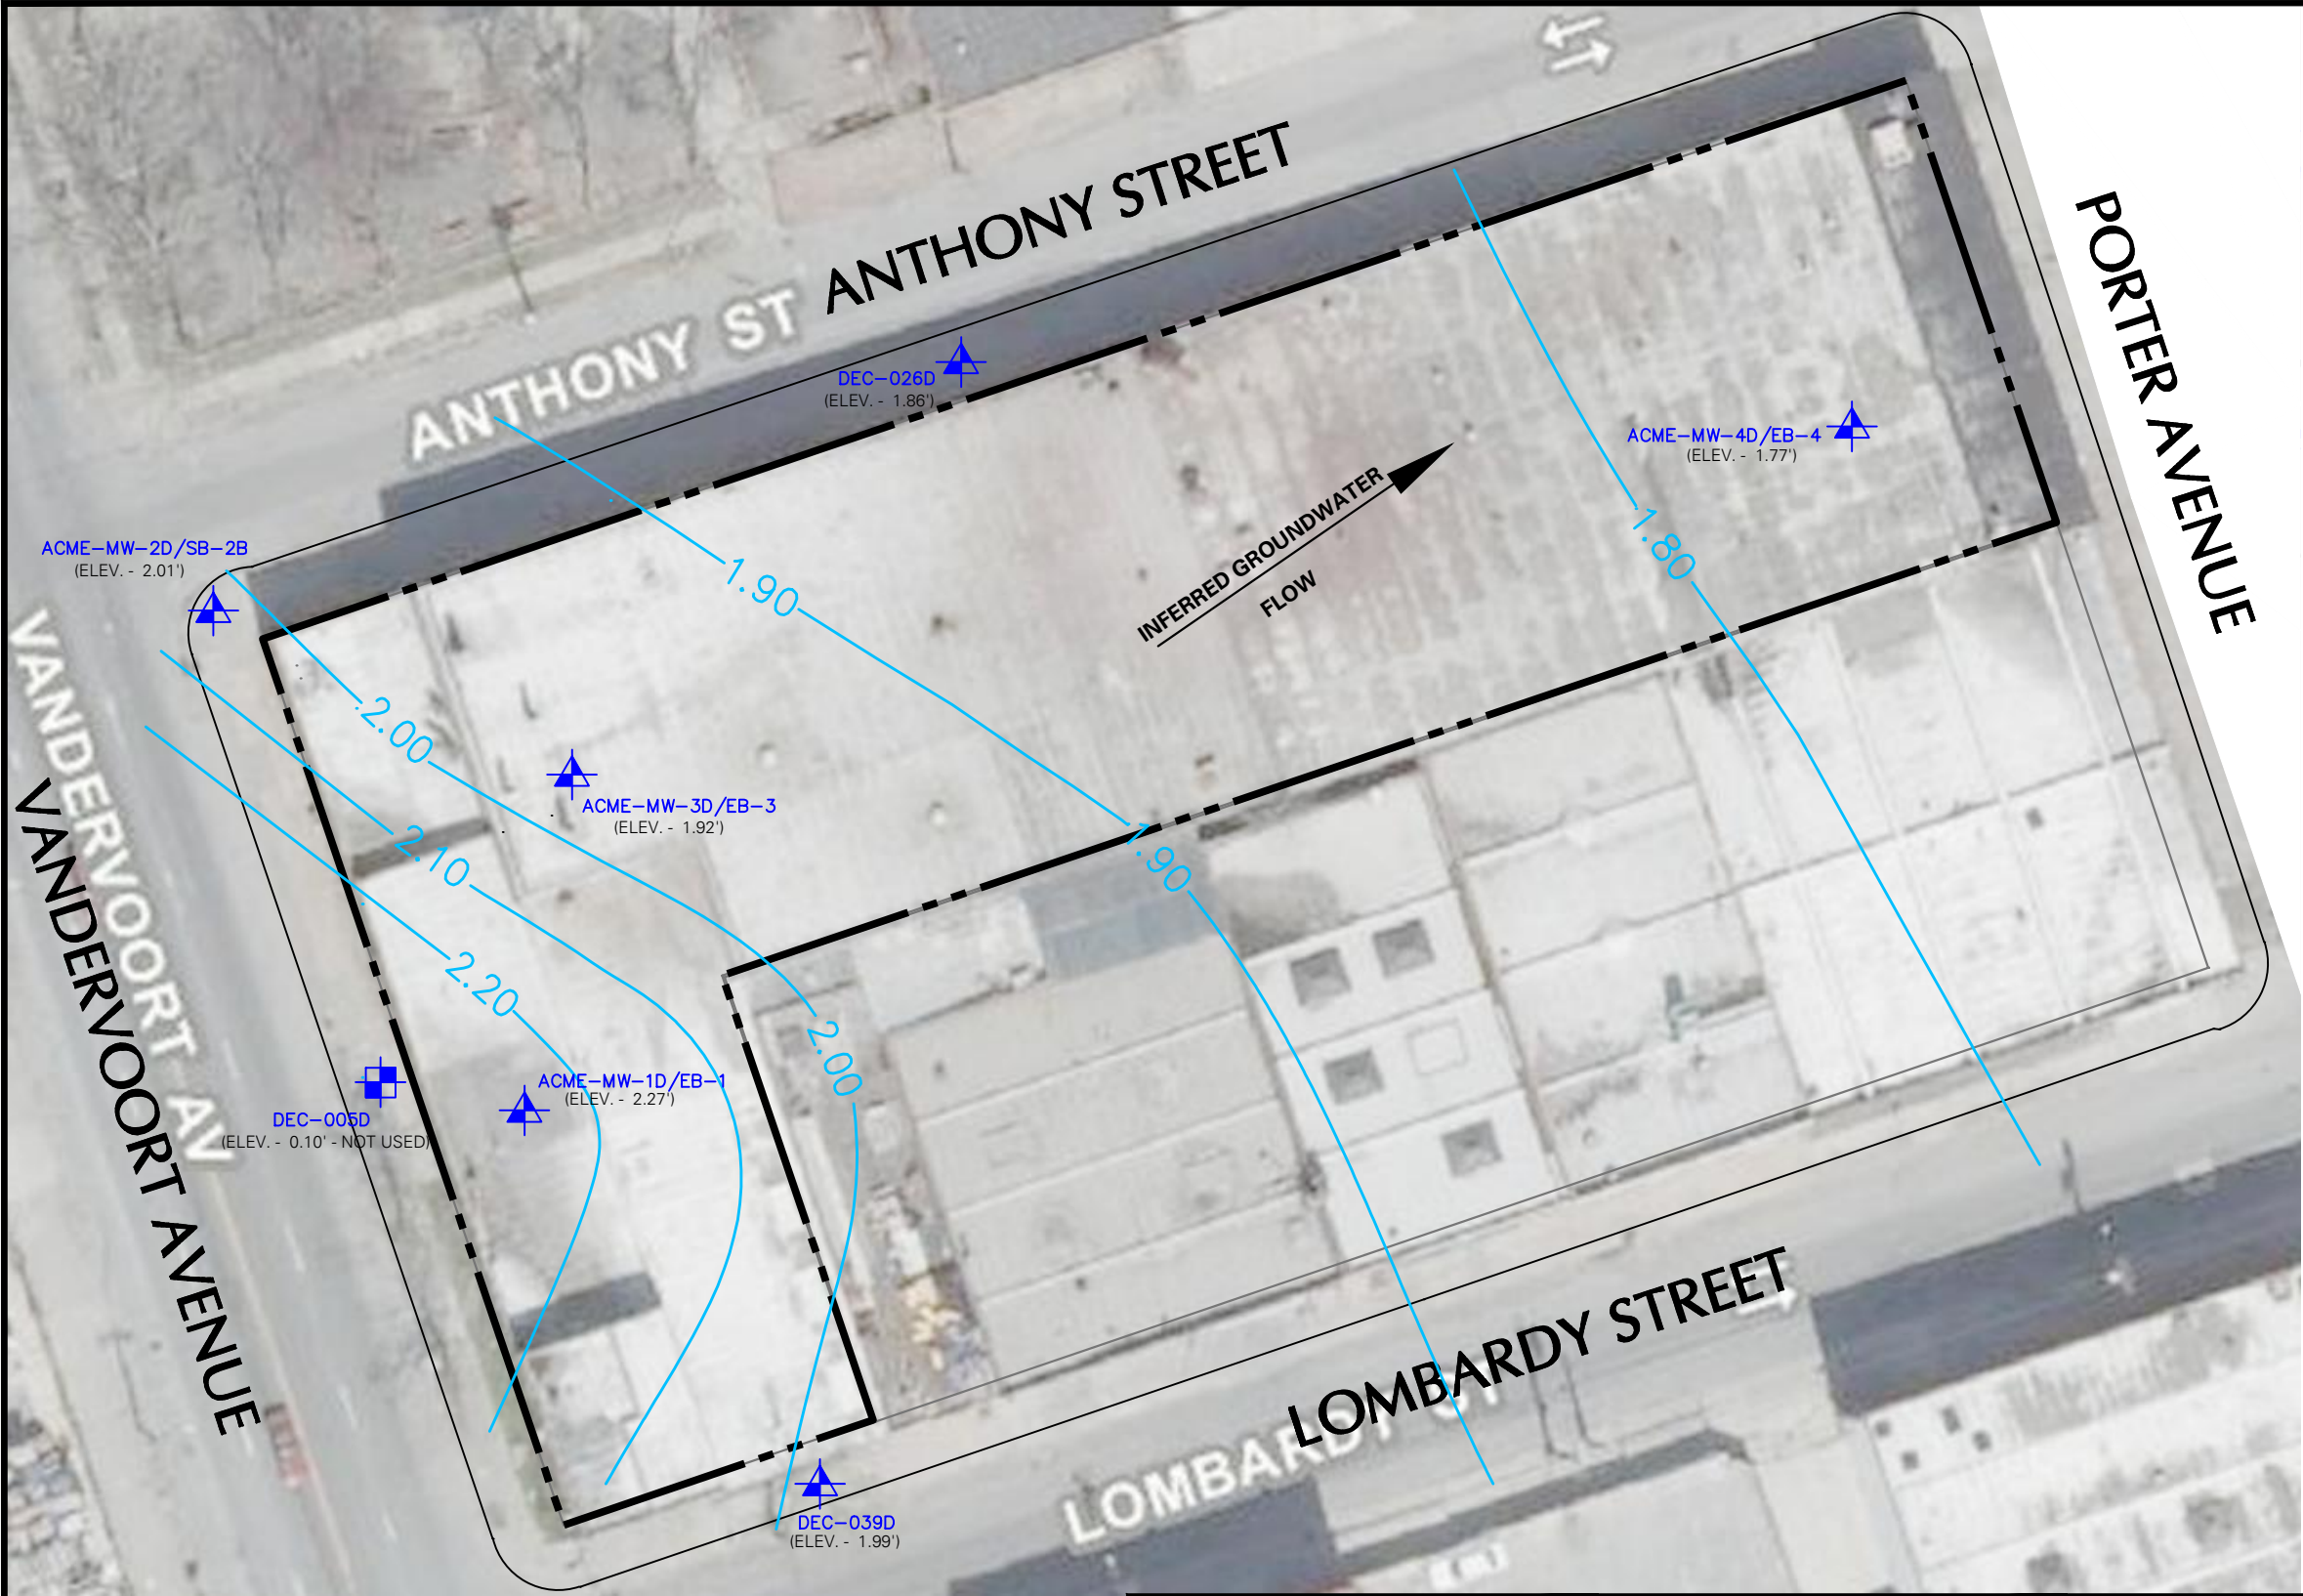 ANTHONY STREET
ANTHONY ST
PORTER AVENUE
DEC-026D
(ELEV. - 1.86')
ACME-MW-4D/EB-4
(ELEV. - 1.77')
INFERRED GROUNDWATER
FLOW
1.80
1.90
ACME-MW-2D/SB-2B
(ELEV. - 2.01')
2.00
ACME-MW-3D/EB-3
(ELEV. - 1.92')
2.10
1.90
2.20
2.00
VANDERVOORT AV
VANDERVOORT AVENUE
ACME-MW-1D/EB-1
(ELEV. - 2.27')
DEC-005D
(ELEV. - 0.10' - NOT USED)
LOMBARDY STREET
LOMBARDY ST
DEC-039D
(ELEV. - 1.99')